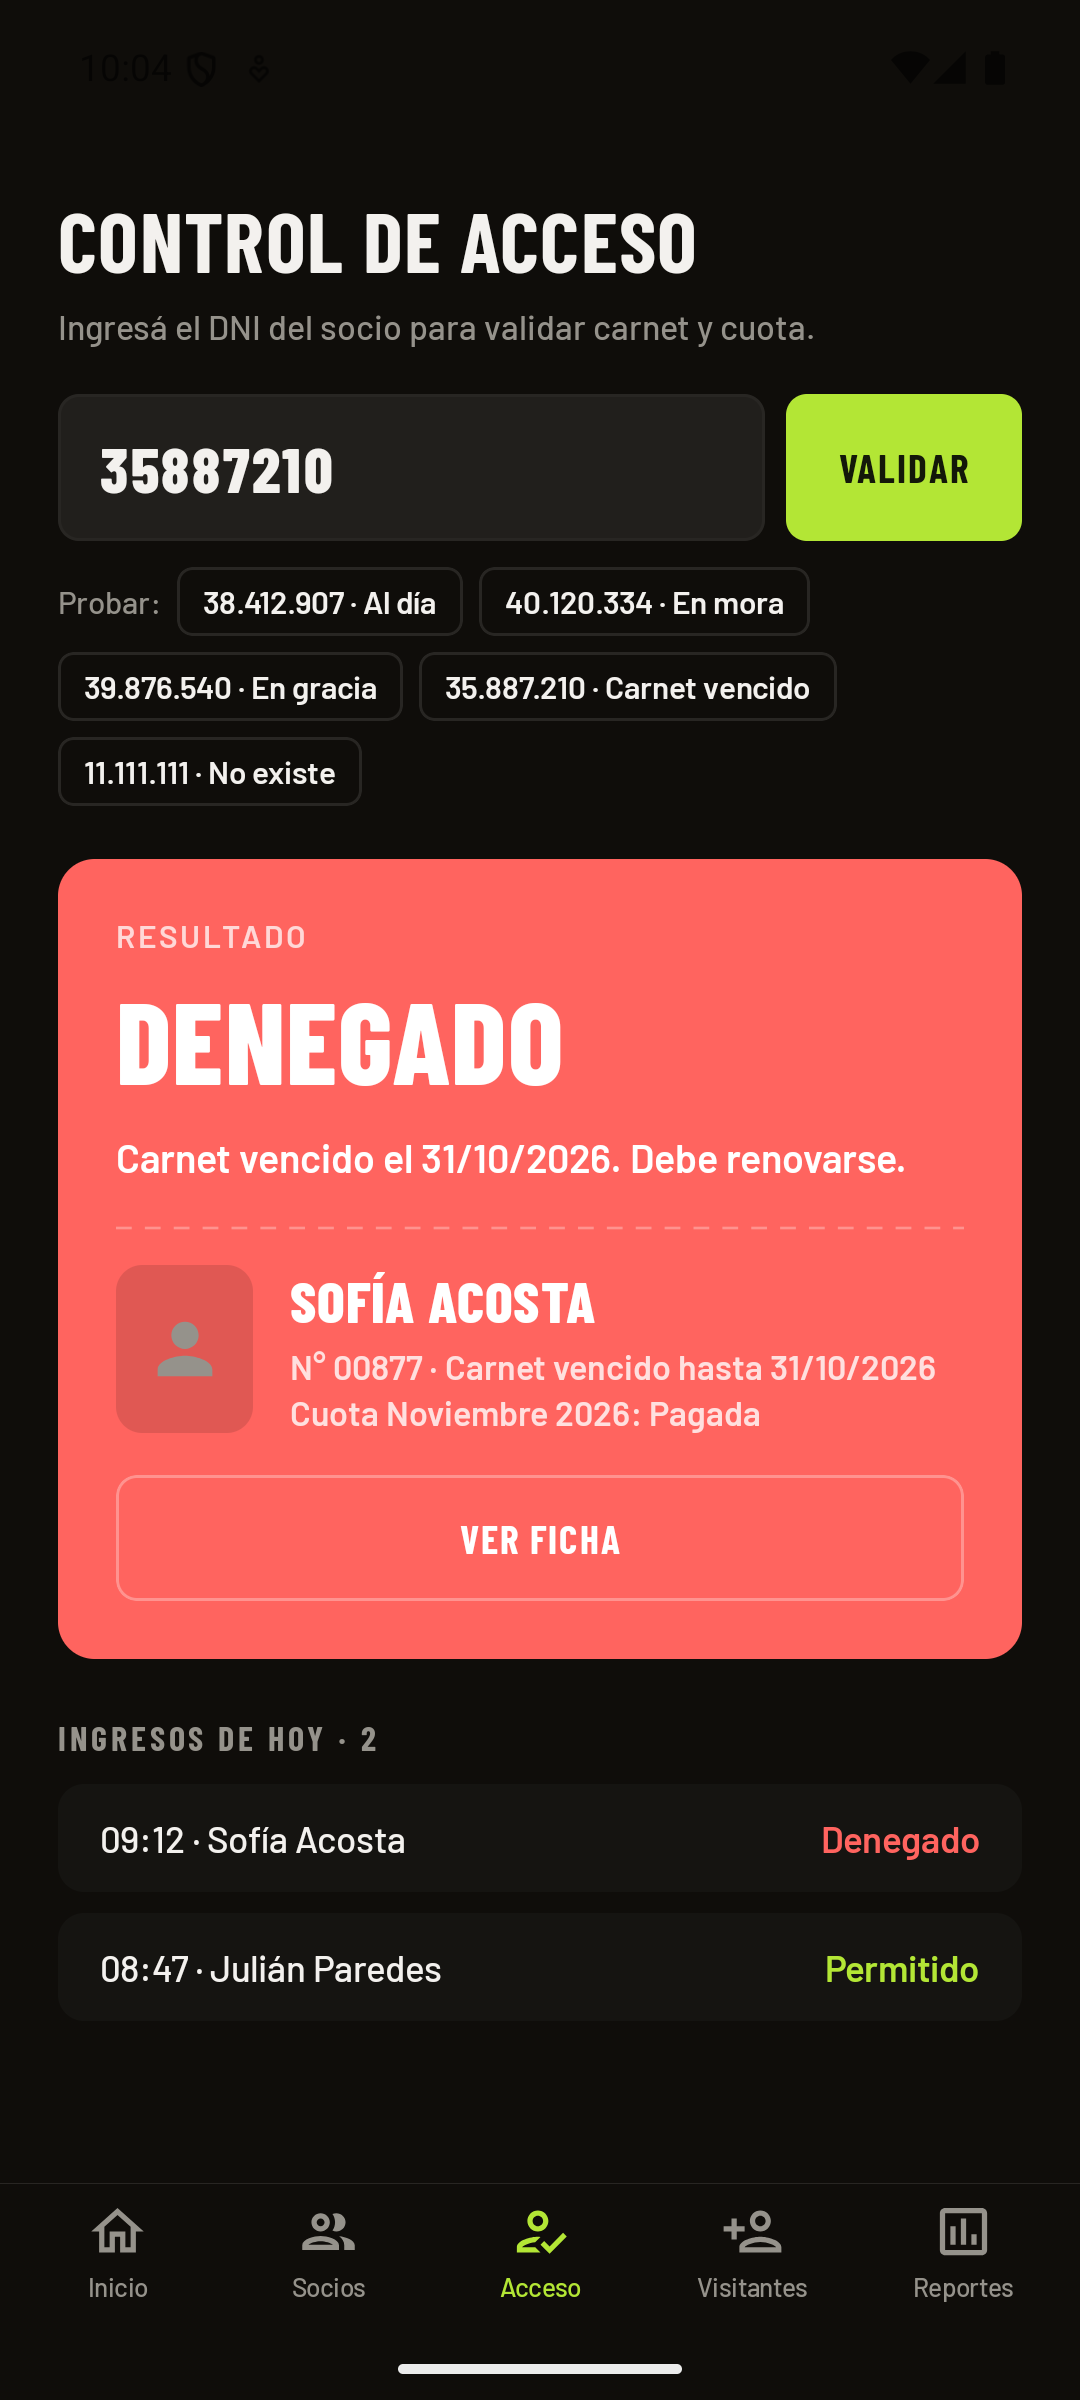 10:04
CONTROL DE ACCESO
Ingresá el DNI del socio para validar carnet y cuota.
35887210
VALIDAR
Probar:
38.412.907 · Al día
40.120.334 · En mora
39.876.540 · En gracia
35.887.210 · Carnet vencido
11.111.111 · No existe
RESULTADO
DENEGADO
Carnet vencido el 31/10/2026. Debe renovarse.
SOFÍA ACOSTA
N° 00877 · Carnet vencido hasta 31/10/2026
Cuota Noviembre 2026: Pagada
VER FICHA
INGRESOS DE HOY · 2
09:12 · Sofía Acosta
Denegado
08:47 · Julián Paredes
Permitido
Inicio
Socios
Acceso
Visitantes
Reportes